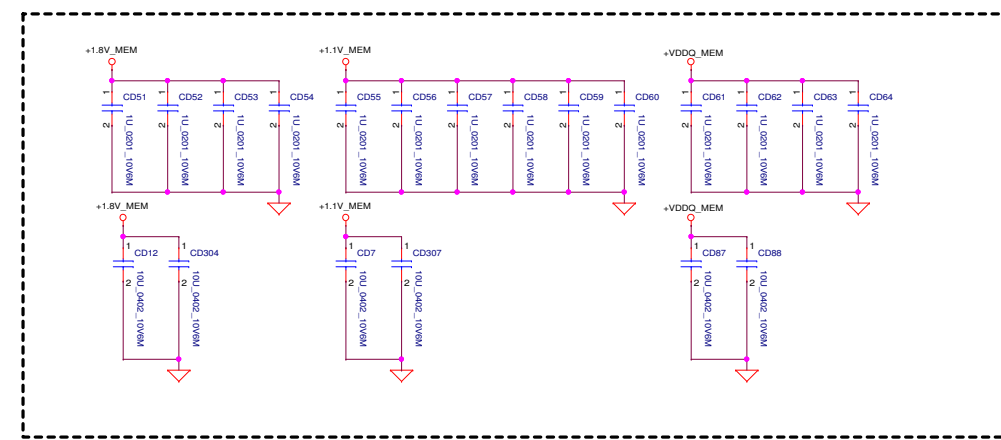 +1.8V_MEM
+1.1V_MEM
+VDDQ_MEM
1 CD51 1 CD52 1 CD53 1 CD54 1 CD55 1 CD56 1 CD57 1 CD58 1 CD59 1 CD60 1 CD61 1 CD62 1 CD63 1 CD64
2 1U_0201_10V6M 2 1U_0201_10V6M 2 1U_0201_10V6M 2 1U_0201_10V6M 2 1U_0201_10V6M 2 1U_0201_10V6M 2 1U_0201_10V6M 2 1U_0201_10V6M 2 1U_0201_10V6M 2 1U_0201_10V6M 2 1U_0201_10V6M 2 1U_0201_10V6M 2 1U_0201_10V6M 2 1U_0201_10V6M
+1.8V_MEM
+1.1V_MEM
+VDDQ_MEM
1 CD12 1 CD304 1 CD7 1 CD307 1 CD87 1 CD88
2 10U_0402_10V6M 2 10U_0402_10V6M 2 10U_0402_10V6M 2 10U_0402_10V6M 2 10U_0402_10V6M 2 10U_0402_10V6M